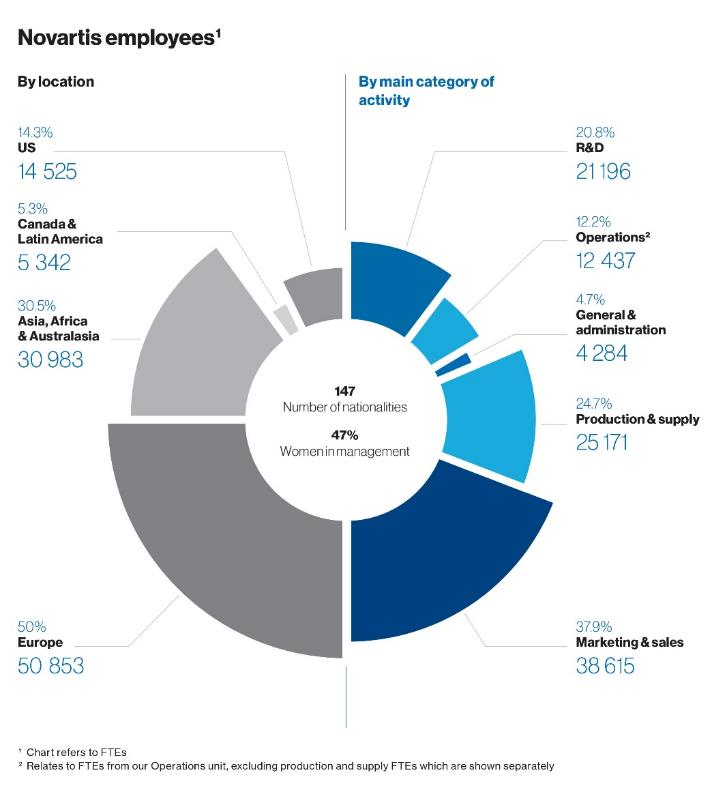 Novartis employees¹
By location
14.3%
US
14 525
5.3%
Canada &
Latin America
5 342
30.5%
Asia, Africa
& Australasia
30 983
50%
Europe
50 853
By main category of
activity
20.8%
R&D
21 196
12.2%
Operations²
12 437
4.7%
General &
administration
4 284
24.7%
Production & supply
25 171
37.9%
Marketing & sales
38 615
147
Number of nationalities
47%
Women in management
¹ Chart refers to FTEs
² Relates to FTEs from our Operations unit, excluding production and supply FTEs which are shown separately